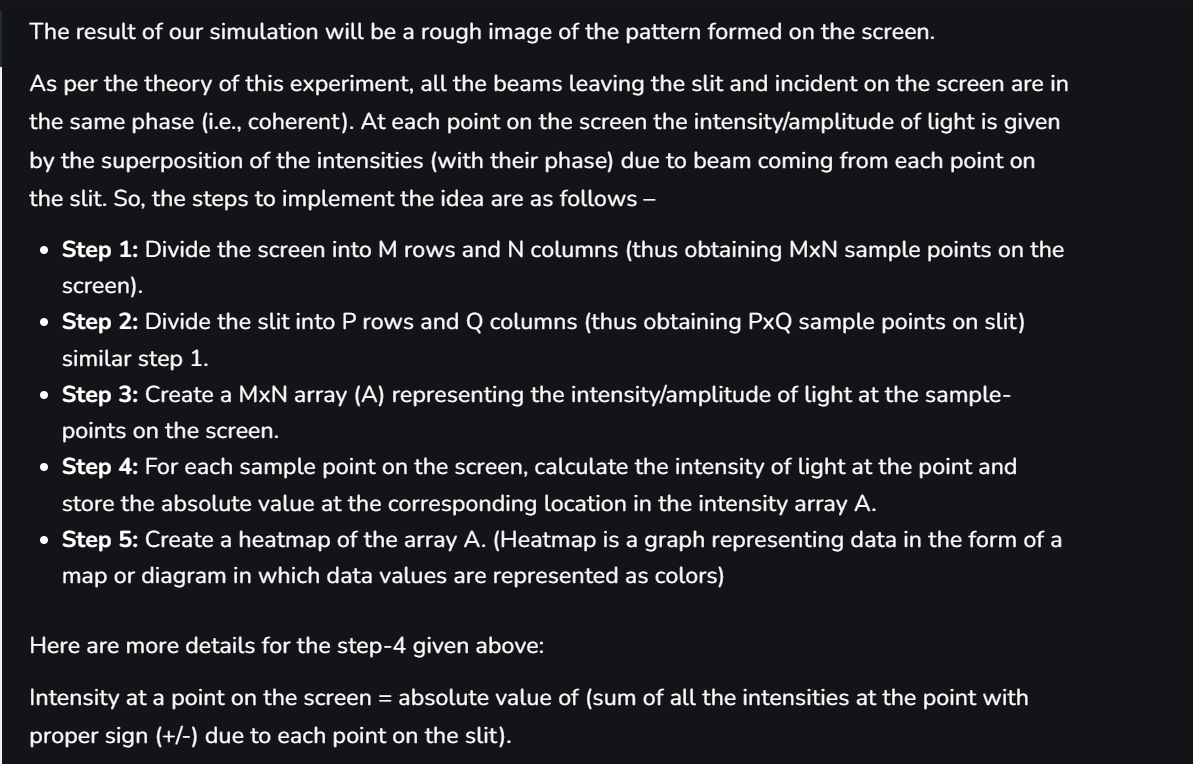 The result of our simulation will be a rough image of the pattern formed on the screen.
As per the theory of this experiment, all the beams leaving the slit and incident on the screen are in
the same phase (i.e., coherent). At each point on the screen the intensity/amplitude of light is given
by the superposition of the intensities (with their phase) due to beam coming from each point on
the slit. So, the steps to implement the idea are as follows –
• Step 1: Divide the screen into M rows and N columns (thus obtaining MxN sample points on the
screen).
• Step 2: Divide the slit into P rows and Q columns (thus obtaining PxQ sample points on slit)
similar step 1.
• Step 3: Create a MxN array (A) representing the intensity/amplitude of light at the sample-
points on the screen.
• Step 4: For each sample point on the screen, calculate the intensity of light at the point and
store the absolute value at the corresponding location in the intensity array A.
• Step 5: Create a heatmap of the array A. (Heatmap is a graph representing data in the form of a
map or diagram in which data values are represented as colors)
Here are more details for the step-4 given above:
Intensity at a point on the screen = absolute value of (sum of all the intensities at the point with
proper sign (+/-) due to each point on the slit).